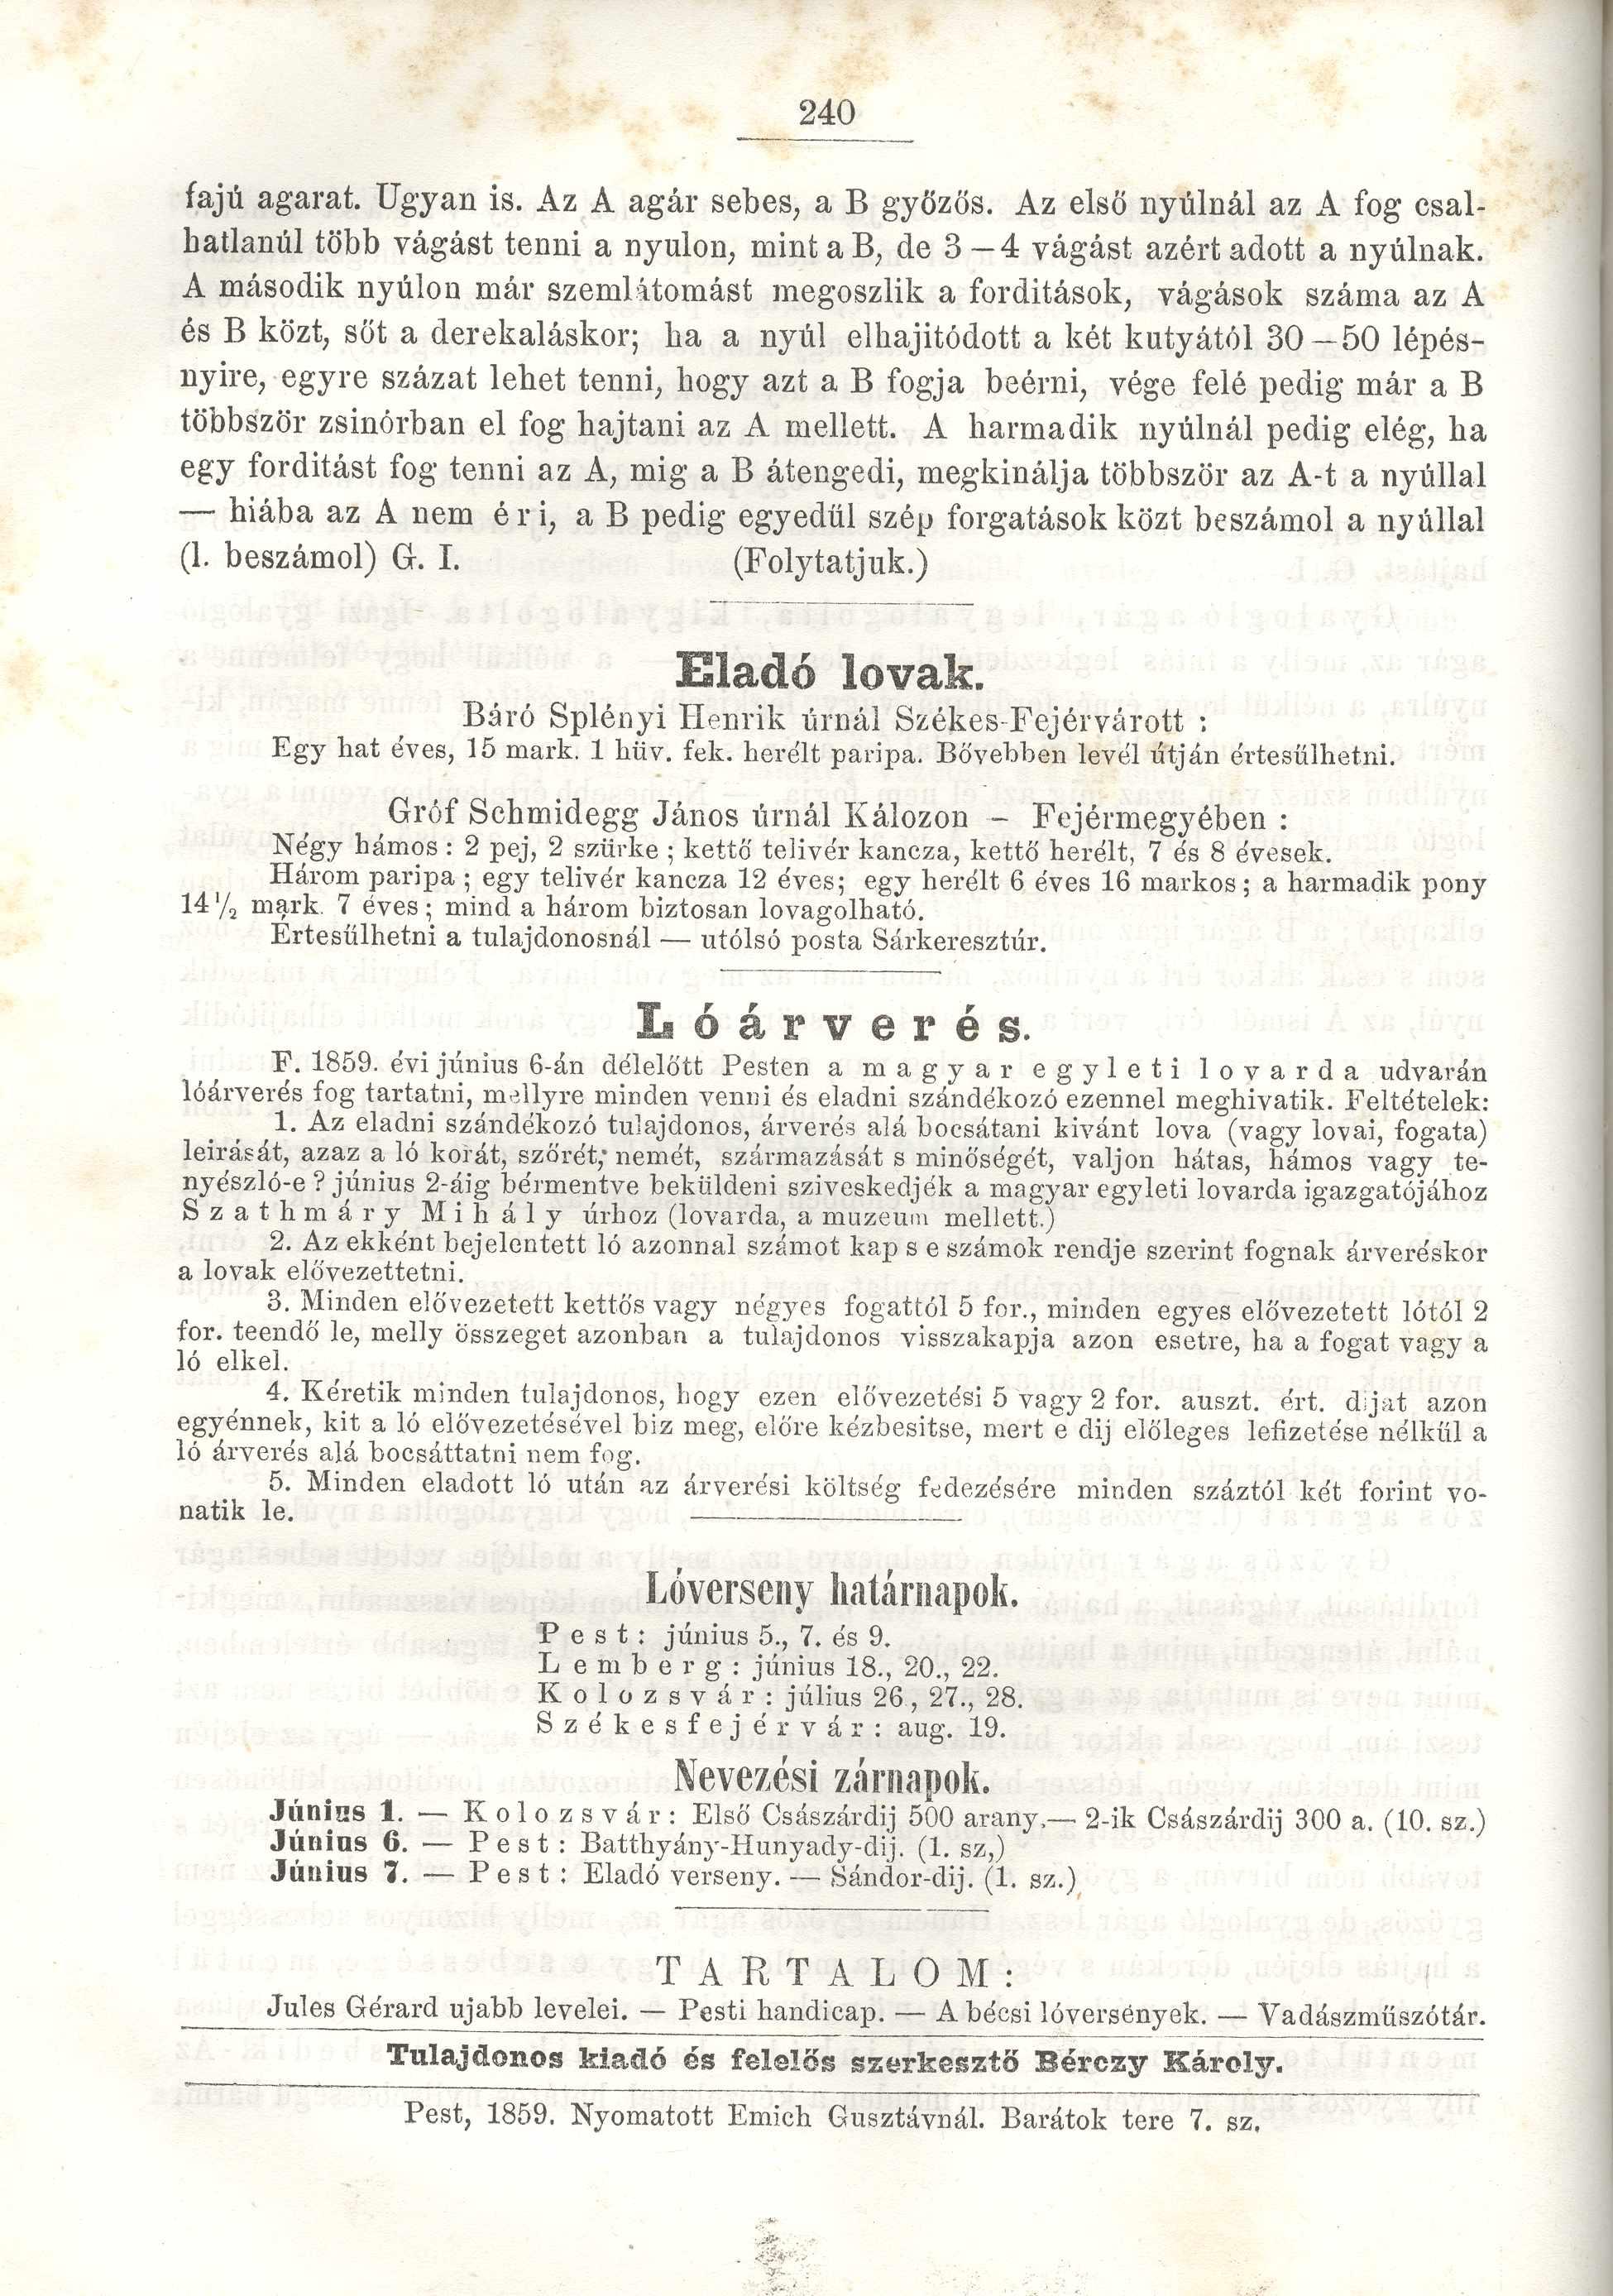 240
fajú agarat. Ugyan is. Az A agár sebes, a B győzős. Az első nyúlnál az A fog csal-
hatlanúl több vágást tenni a nyulon, mint a B, de 3—4 vágást azért adott a nyúlnak.
A második nyúlon már szemlátomást megoszlik a forditások, vágások száma az A
és B közt, sőt a derekaláskor; ha a nyúl elhajitódott a két kutyától 30—50 lépés-
nyire, egyre százat lehet tenni, hogy azt a B fogja beérni, vége felé pedig már a B
többször zsinórban el fog hajtani az A mellett. A harmadik nyúlnál pedig elég, ha
egy forditást fog tenni az A, mig a B átengedi, megkinálja többször az A-t a nyúllal
— hiába az A nem éri, a B pedig egyedül szép forgatások közt beszámol a nyúllal
(l. beszámol) G. I. (Folytatjuk.)
Eladó lovak.
Báró Splényi Henrik úrnál Székes-Fejérvárott :
Egy hat éves, 15 mark. 1 hüv. fek. herélt paripa. Bővebben levél útján értesülhetni.
Gróf Schmidegg János úrnál Kálozon – Fejérmegyében :
Négy hámos : 2 pej, 2 szürke ; kettő telivér kancza, kettő herélt, 7 és 8 évesek.
Három paripa ; egy telivér kancza 12 éves; egy herélt 6 éves 16 markos ; a harmadik pony
14 1/2 mark. 7 éves ; mind a három biztosan lovagolható.
Értesülhetni a tulajdonosnál — utólsó posta Sárkeresztúr.
Lóárverés.
F. 1859. évi június 6-án délelőtt Pesten a magyar egyleti lovarda udvarán
lóárverés fog tartatni, mellyre minden venni és eladni szándékozó ezennel meghivatik. Feltételek:
1. Az eladni szándékozó tulajdonos, árverés alá bocsátani kivánt lova (vagy lovai, fogata)
leirását, azaz a ló korát, szőrét, nemét, származását s minőségét, valjon hátas, hámos vagy te-
nyészló-e ? június 2-áig bérmentve beküldeni sziveskedjék a magyar egyleti lovarda igazgatójához
Szathmáry Mihály úrhoz (lovarda, a muzeum mellett.)
2. Az ekként bejelentett ló azonnal számot kap s e számok rendje szerint fognak árveréskor
a lovak elővezettetni.
3. Minden elővezetett kettős vagy négyes fogattól 5 for., minden egyes elővezetett lótól 2
for. teendő le, melly összeget azonban a tulajdonos visszakapja azon esetre, ha a fogat vagy a
ló elkel.
4. Kéretik minden tulajdonos, hogy ezen elővezetési 5 vagy 2 for. auszt. ért. dijat azon
egyénnek, kit a ló elővezetésével biz meg, előre kézbesitse, mert e dij előleges lefizetése nélkül a
ló árverés alá bocsáttatni nem fog.
5. Minden eladott ló után az árverési költség fedezésére minden száztól két forint vo-
natik le.
Lóverseny határnapok.
Pest: június 5., 7. és 9.
Lemberg: június 18., 20., 22.
Kolozsvár: július 26., 27., 28.
Székesfejérvár: aug. 19.
Nevezési zárnapok.
Június 1. — Kolozsvár: Első Császárdij 500 arany.— 2-ik Császárdij 300 a. (10. sz.)
Június 6. — Pest: Batthyány-Hunyady-dij. (1. sz,)
Június 7. — Pest: Eladó verseny. — Sándor-dij. (1. sz.)
TARTALOM:
Jules Gérard ujabb levelei. — Pesti handicap. — A bécsi lóversenyek. — Vadászműszótár.
Tulajdonos kiadó és felelős szerkesztő Bérczy Károly.
Pest, 1859. Nyomatott Emich Gusztávnál. Barátok tere 7. sz.